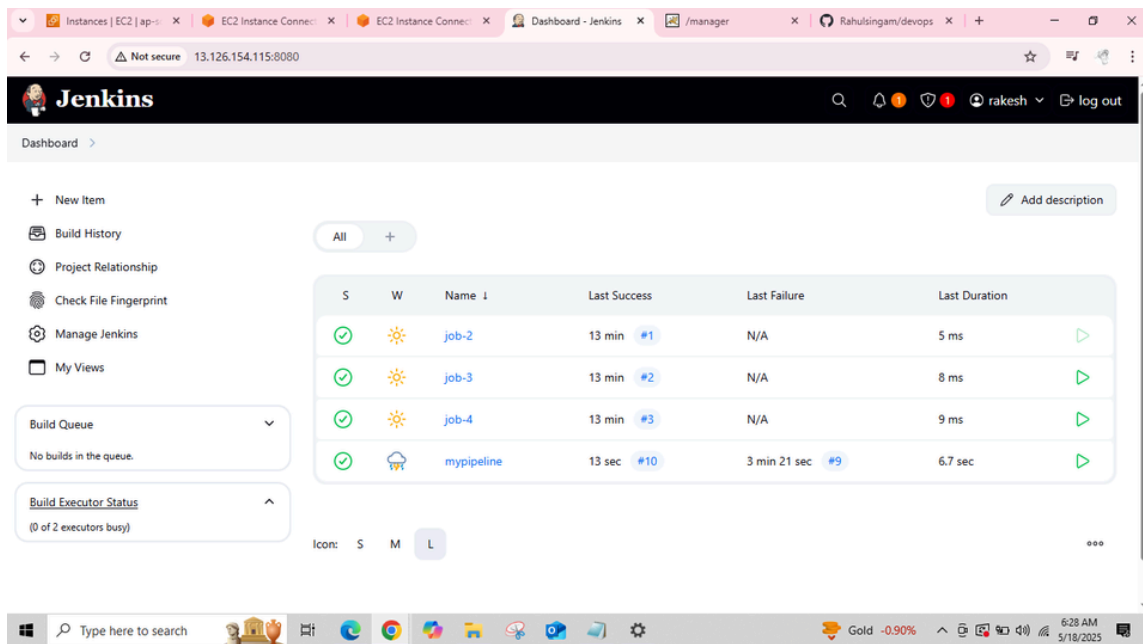 Instances | EC2 | ap-s
EC2 Instance Connect
EC2 Instance Connect
Dashboard - Jenkins
/manager
Rahulsingam/devops
Not secure 13.126.154.115:8080
Jenkins
1 1 rakesh log out
Dashboard >
New Item
Add description
Build History
All +
Project Relationship
Check File Fingerprint
Manage Jenkins
My Views
S W Name ↓ Last Success Last Failure Last Duration
job-2 13 min #1 N/A 5 ms
job-3 13 min #2 N/A 8 ms
job-4 13 min #3 N/A 9 ms
mypipeline 13 sec #10 3 min 21 sec #9 6.7 sec
Build Queue
No builds in the queue.
Build Executor Status
(0 of 2 executors busy)
Icon: S M L
Type here to search
Gold -0.90%
6:28 AM
5/18/2025